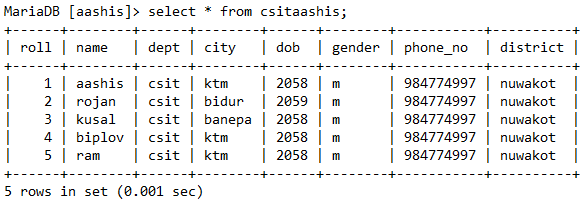 MariaDB [aashis]> select * from csitaashis;
+------+--------+------+--------+------+--------+-----------+----------+
| roll | name   | dept | city   | dob  | gender | phone_no  | district |
+------+--------+------+--------+------+--------+-----------+----------+
|    1 | aashis | csit | ktm    | 2058 | m      | 984774997 | nuwakot  |
|    2 | rojan  | csit | bidur  | 2059 | m      | 984774997 | nuwakot  |
|    3 | kusal  | csit | banepa | 2058 | m      | 984774997 | nuwakot  |
|    4 | biplov | csit | ktm    | 2058 | m      | 984774997 | nuwakot  |
|    5 | ram    | csit | ktm    | 2058 | m      | 984774997 | nuwakot  |
+------+--------+------+--------+------+--------+-----------+----------+
5 rows in set (0.001 sec)